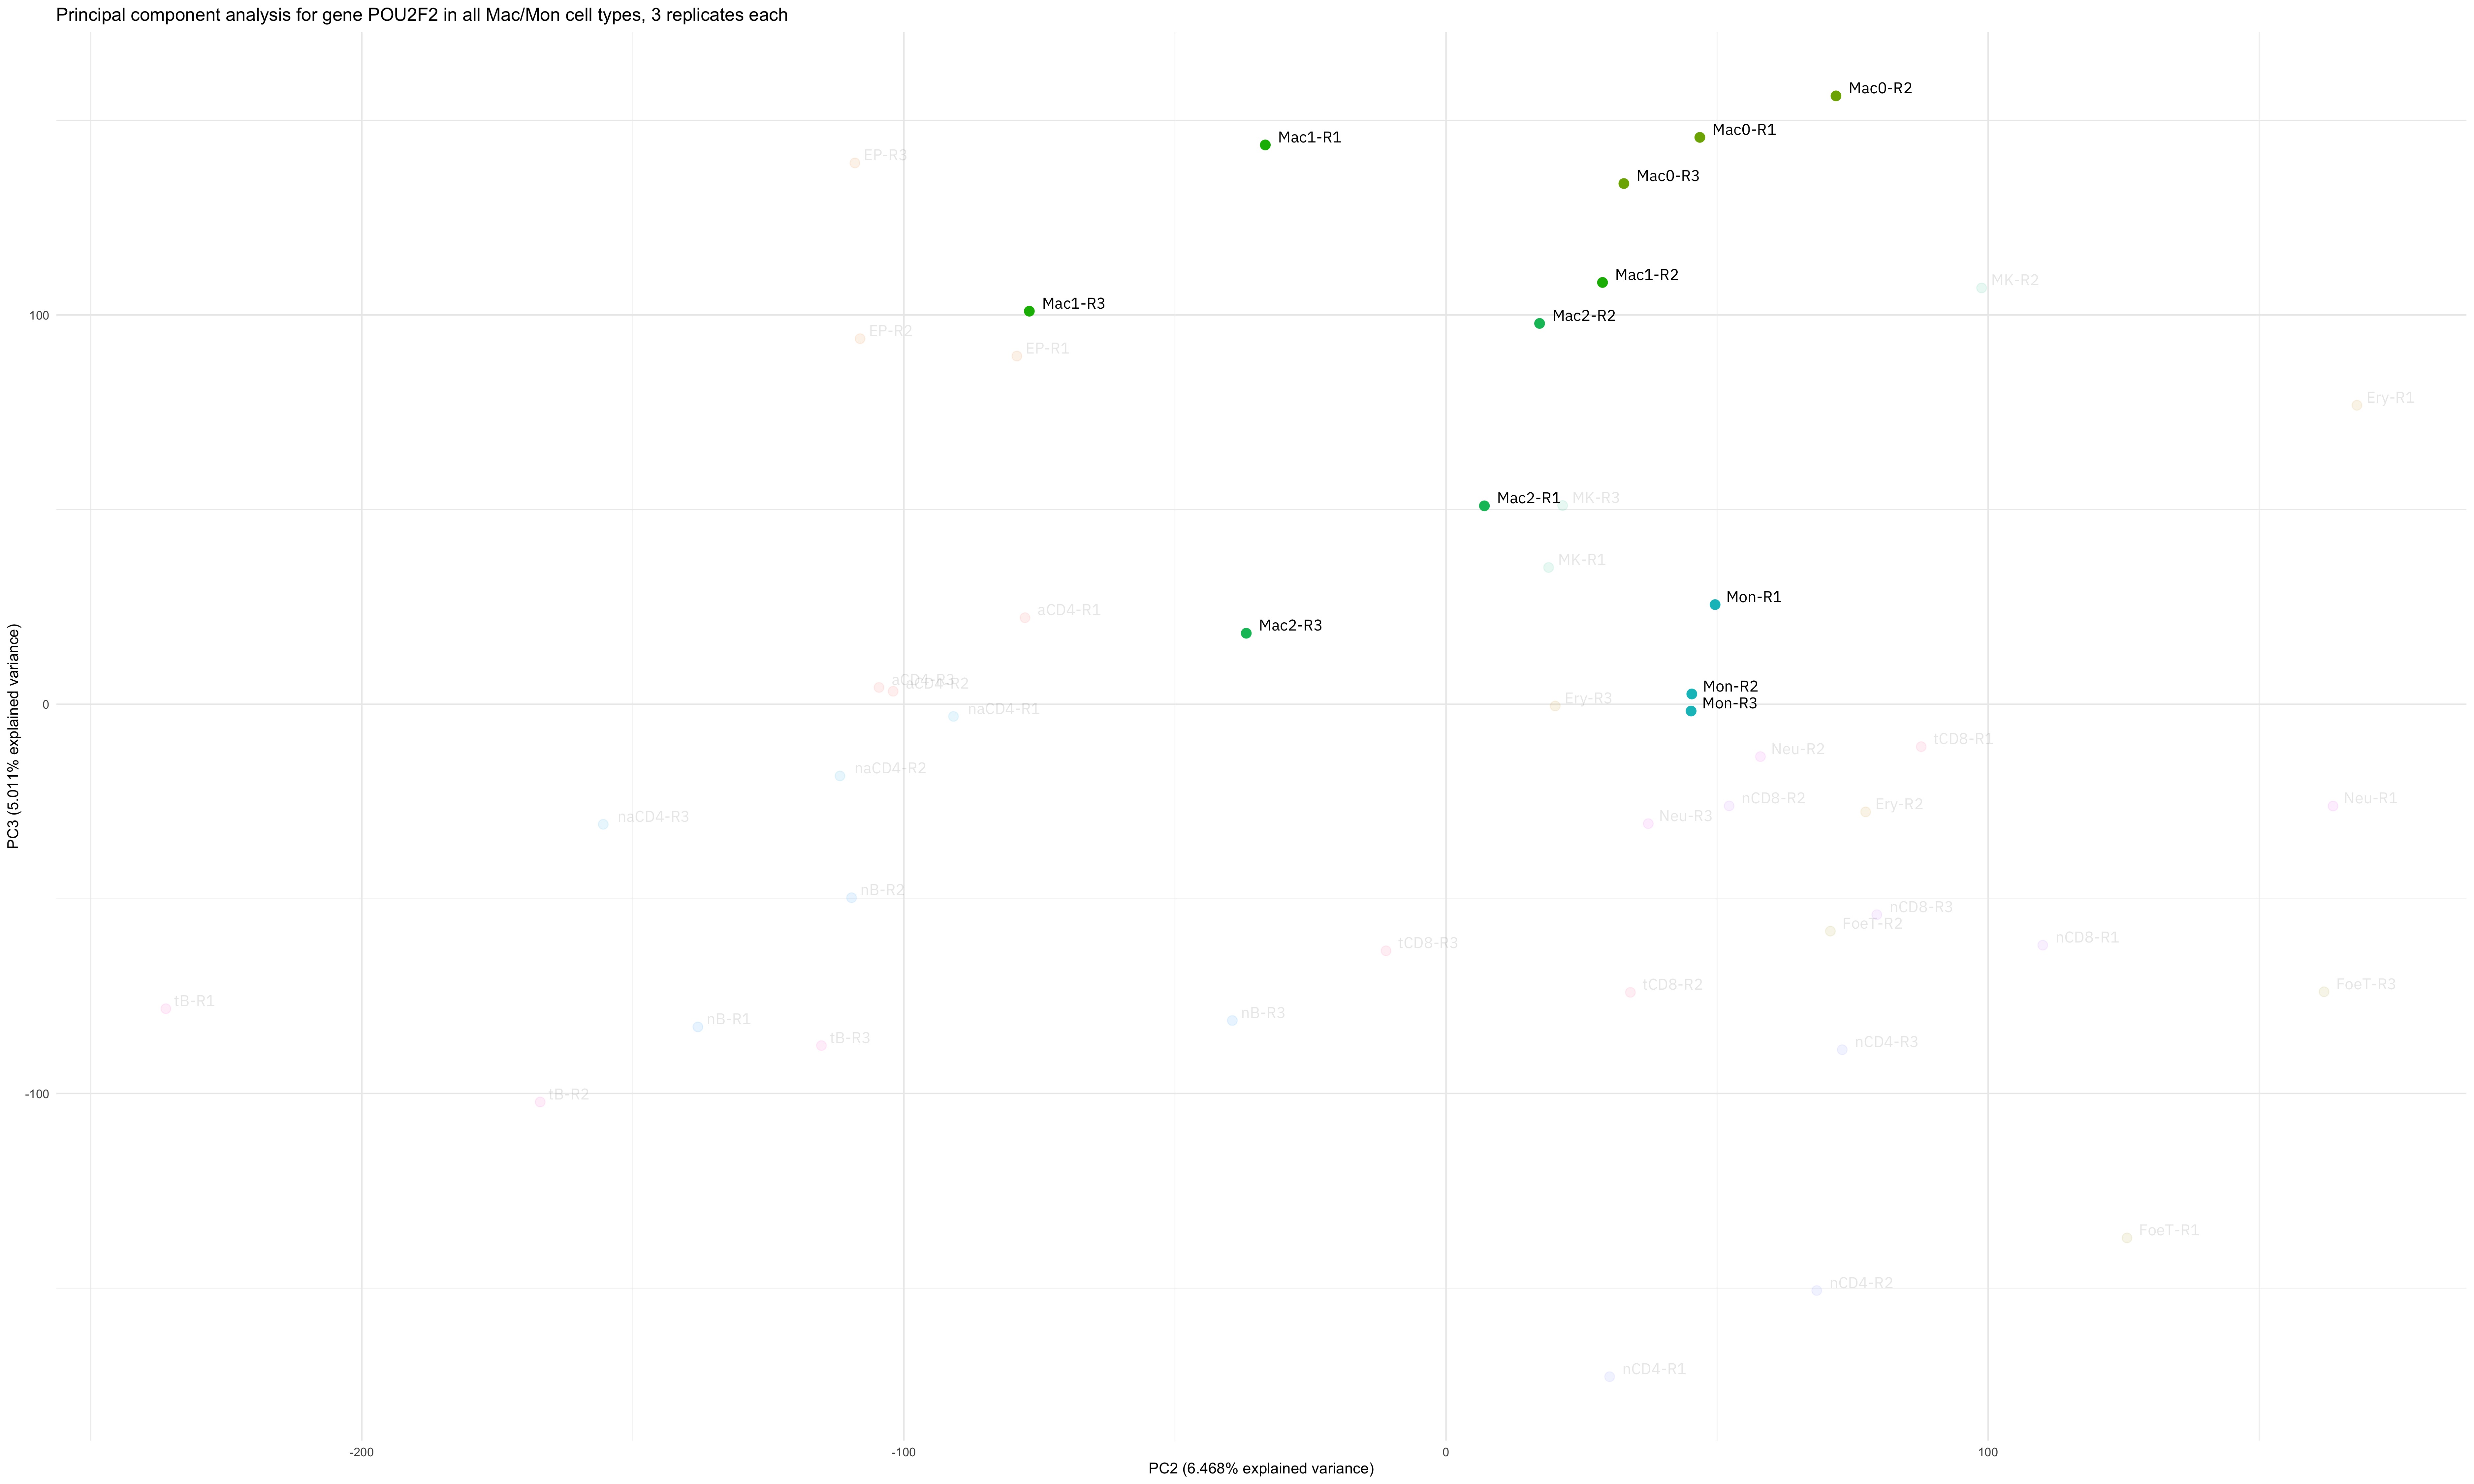 Principal component analysis for gene POU2F2 in all Mac/Mon cell types, 3 replicates each
Mac0-R2
Mac0-R1
Mac1-R1
EP-R3
Mac0-R3
Mac1-R2
MK-R2
Mac1-R3
100
Mac2-R2
EP-R2
EP-R1
Ery-R1
Mac2-R1
MK-R3
MK-R1
Mon-R1
aCD4-R1
Mac2-R3
aCD4-R3
aCD4-R2
Mon-R2
Ery-R3
Mon-R3
0
naCD4-R1
tCD8-R1
Neu-R2
naCD4-R2
nCD8-R2
Neu-R1
Ery-R2
naCD4-R3
Neu-R3
PC3 (5.011% explained variance)
nB-R2
nCD8-R3
FoeT-R2
nCD8-R1
tCD8-R3
tCD8-R2
FoeT-R3
tB-R1
nB-R3
nB-R1
tB-R3
nCD4-R3
-100
tB-R2
FoeT-R1
nCD4-R2
nCD4-R1
-200
-100
0
100
PC2 (6.468% explained variance)